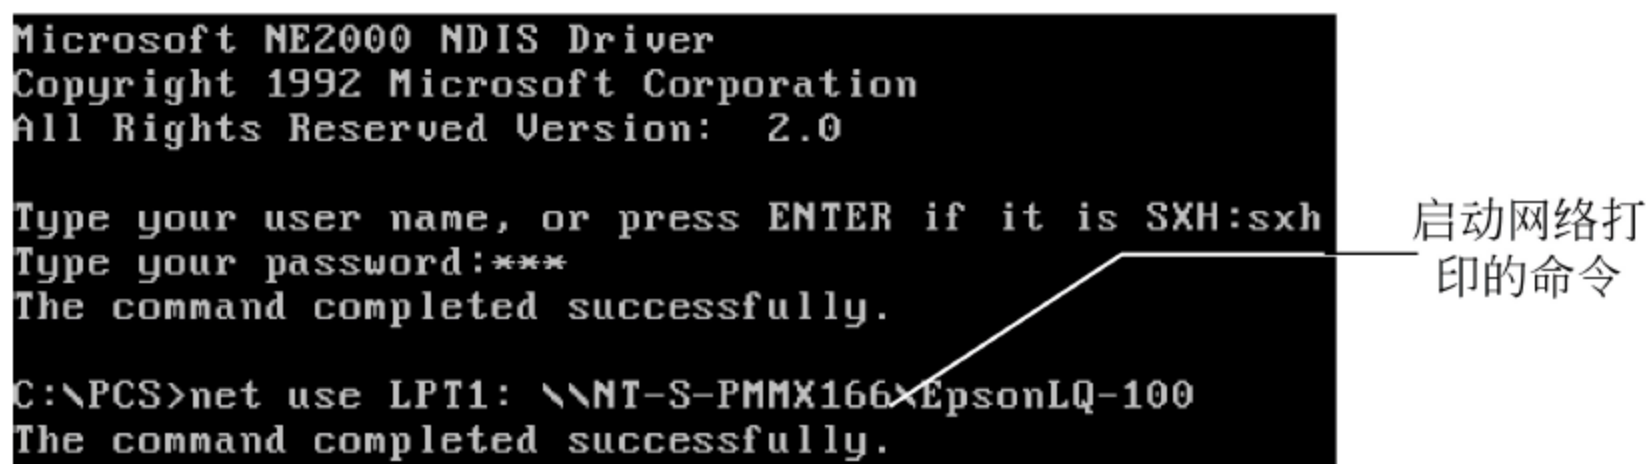 Microsoft NE2000 NDIS Driver
Copyright 1992 Microsoft Corporation
All Rights Reserved Version:  2.0
Type your user name, or press ENTER if it is SXH:sxh
Type your password:***
The command completed successfully.
C:\PCS>net use LPT1: \\NT-S-PMMX166\EpsonLQ-100
The command completed successfully.
启动网络打
印的命令